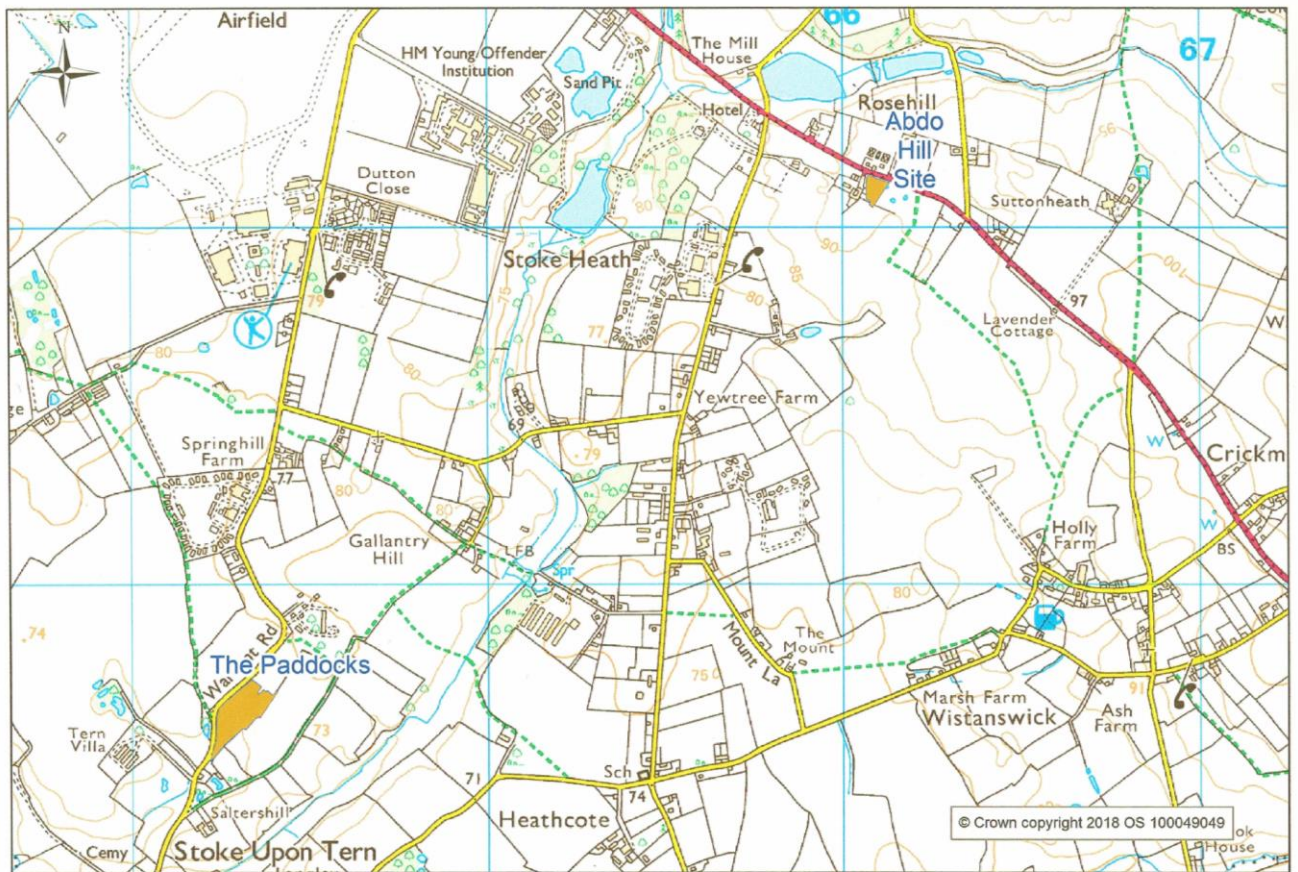 Airfield
N
HM Young Offender
Institution
Sand Pit
The Mill
House
66
67
Hotel
Rosehill
Abdo
Hill
Site
Dutton
Close
Suttonheath
80
90
95
100
Stoke Heath
75
85
80
79
77
97
Lavender
Cottage
W
80
80
69
Yewtree Farm
79
Springhill
Farm
77
80
W
Crickm
80
Gallantry
Hill
LFB
Spr
Holly
Farm
BS
W
74
80
Mount La
The
Mount
The Paddocks
75
Marsh Farm
Wistanswick
91
Ash
Farm
Tern
Villa
73
71
Sch
74
Saltershill
Heathcote
© Crown copyright 2018 OS 100049049
House
Cemy
Stoke Upon Tern